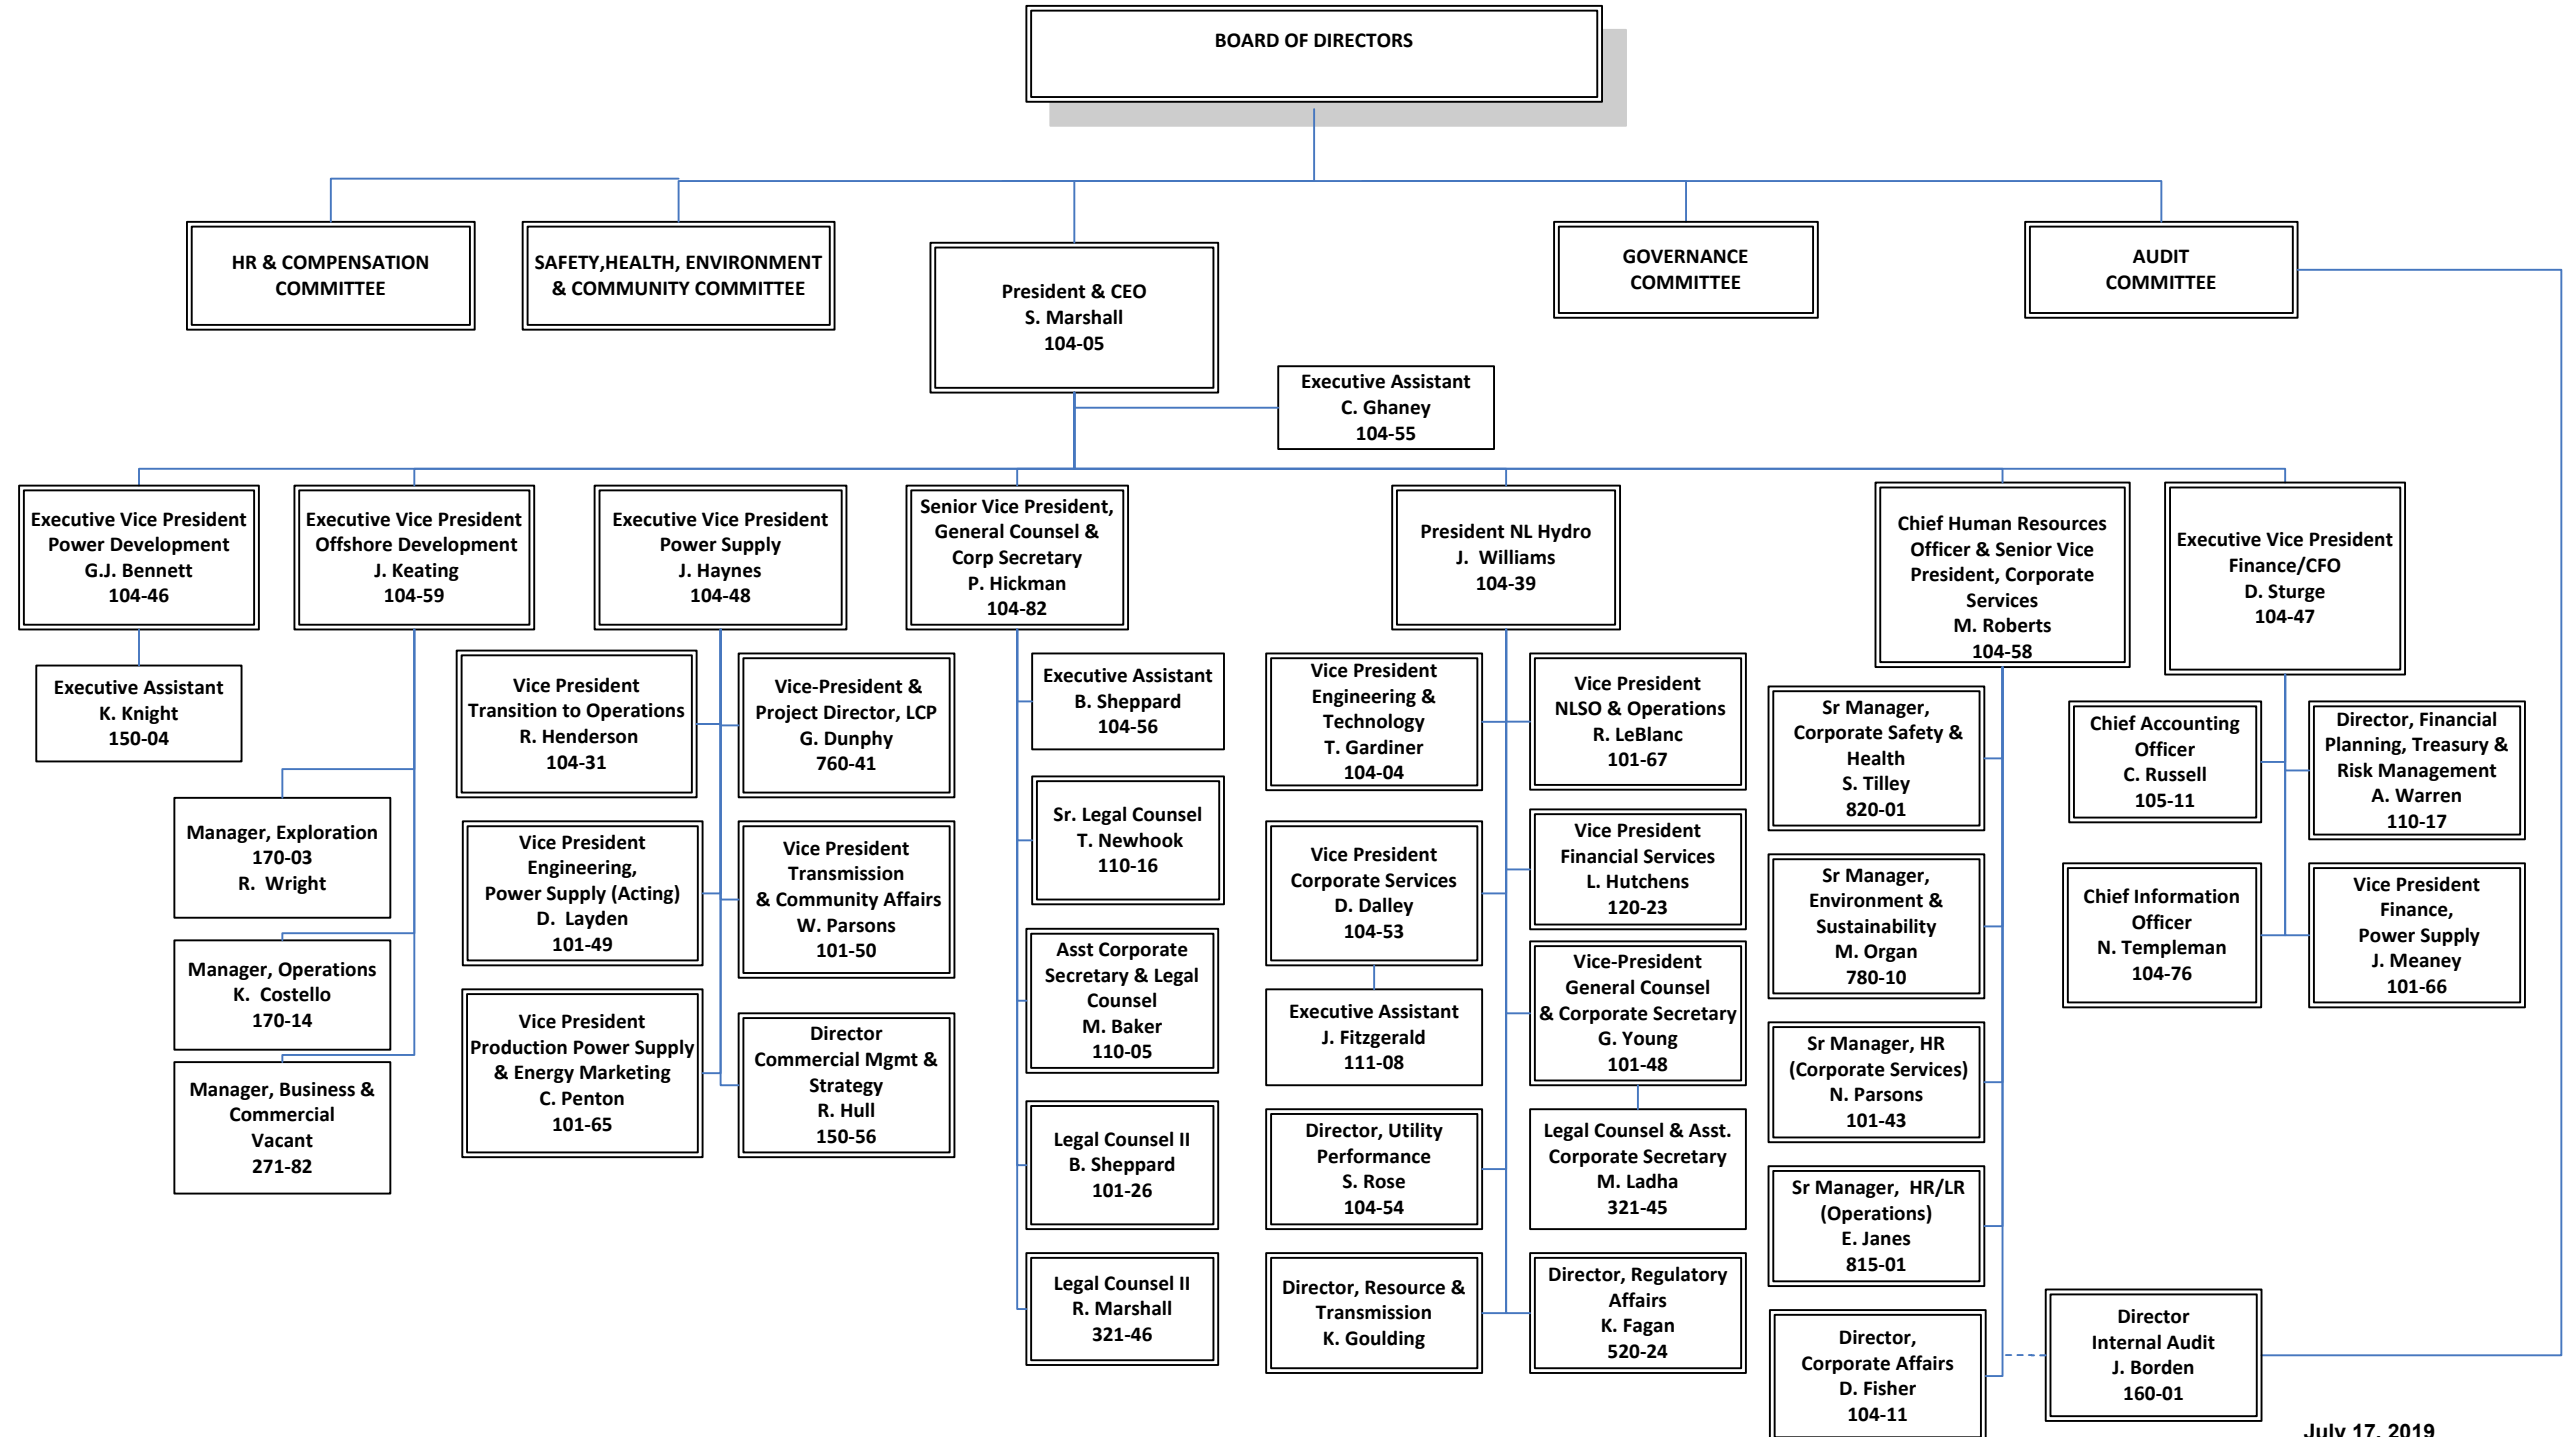 BOARD OF DIRECTORS
HR & COMPENSATION
COMMITTEE
SAFETY,HEALTH, ENVIRONMENT
& COMMUNITY COMMITTEE
President & CEO
S. Marshall
104-05
GOVERNANCE
COMMITTEE
AUDIT
COMMITTEE
Executive Assistant
C. Ghaney
104-55
Executive Vice President
Power Development
G.J. Bennett
104-46
Executive Vice President
Offshore Development
J. Keating
104-59
Executive Vice President
Power Supply
J. Haynes
104-48
Senior Vice President,
General Counsel &
Corp Secretary
P. Hickman
104-82
President NL Hydro
J.  Williams
104-39
Chief Human Resources
Officer & Senior Vice
President, Corporate
Services
M. Roberts
104-58
Executive Vice President
Finance/CFO
D. Sturge
104-47
Executive Assistant
K. Knight
150-04
Manager, Exploration
170-03
R.  Wright
Manager, Operations
K.  Costello
170-14
Manager, Business &
Commercial
Vacant
271-82
Vice President
Transition to Operations
R. Henderson
104-31
Vice-President &
Project Director, LCP
G. Dunphy
760-41
Vice President
Engineering,
Power Supply (Acting)
D.  Layden
101-49
Vice President
Transmission
& Community Affairs
W. Parsons
101-50
Vice President
Production Power Supply
& Energy Marketing
C. Penton
101-65
Director
Commercial Mgmt &
Strategy
R. Hull
150-56
Executive Assistant
B. Sheppard
104-56
Sr. Legal Counsel
T. Newhook
110-16
Asst Corporate
Secretary & Legal
Counsel
M. Baker
110-05
Legal Counsel II
B. Sheppard
101-26
Legal Counsel II
R. Marshall
321-46
Vice President
Engineering &
Technology
T. Gardiner
104-04
Vice President
NLSO & Operations
R. LeBlanc
101-67
Vice President
Corporate Services
D. Dalley
104-53
Vice President
Financial Services
L. Hutchens
120-23
Executive Assistant
J. Fitzgerald
111-08
Vice-President
General Counsel
& Corporate Secretary
G. Young
101-48
Director, Utility
Performance
S. Rose
104-54
Legal Counsel & Asst.
Corporate Secretary
M. Ladha
321-45
Director, Resource &
Transmission
K. Goulding
Director, Regulatory
Affairs
K. Fagan
520-24
Sr Manager,
Corporate Safety &
Health
S. Tilley
820-01
Sr Manager,
Environment &
Sustainability
M. Organ
780-10
Sr Manager, HR
(Corporate Services)
N. Parsons
101-43
Sr Manager,  HR/LR
(Operations)
E. Janes
815-01
Director,
Corporate Affairs
D. Fisher
104-11
Chief Accounting
Officer
C. Russell
105-11
Director, Financial
Planning, Treasury &
Risk Management
A. Warren
110-17
Chief Information
Officer
N. Templeman
104-76
Vice President
Finance,
Power Supply
J. Meaney
101-66
Director
Internal Audit
J. Borden
160-01
July 17, 2019